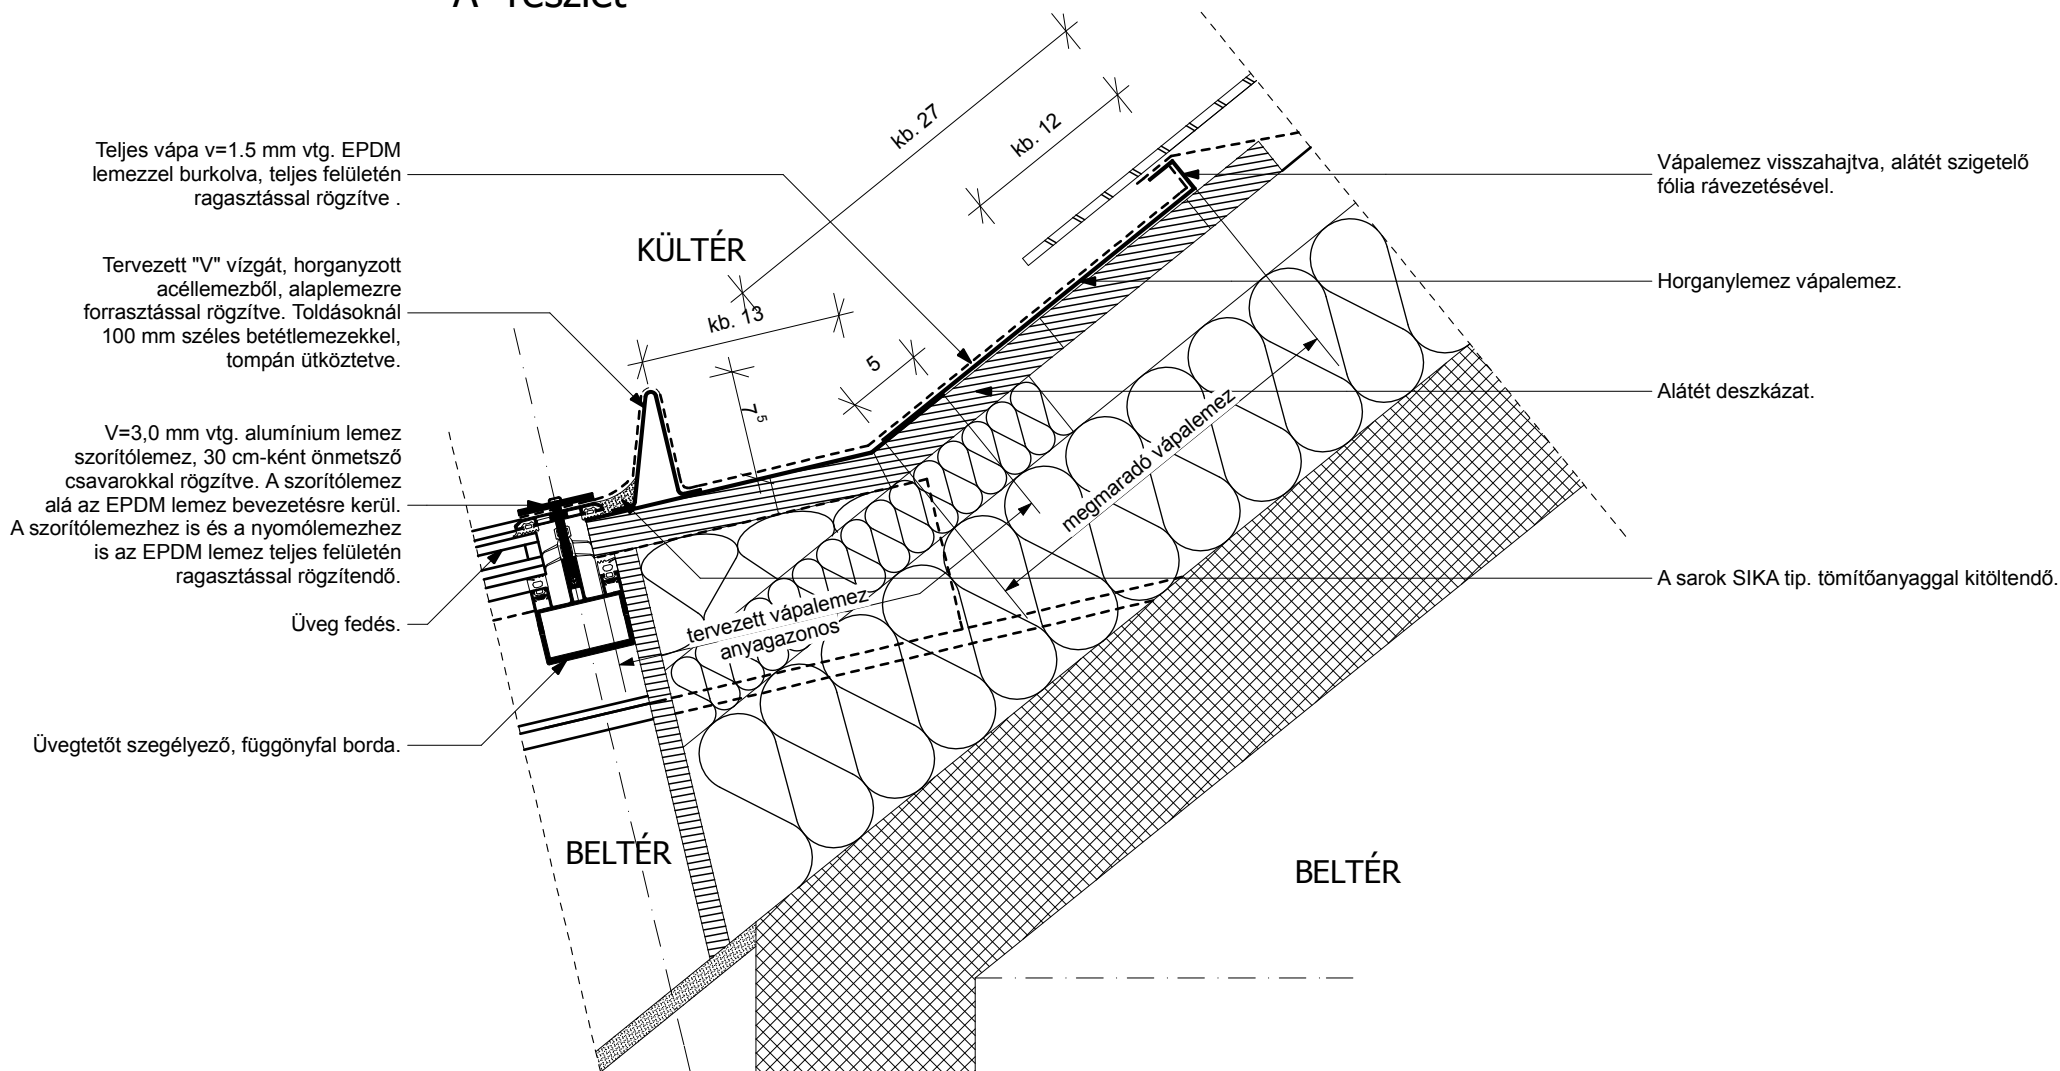 "A" részlet
Teljes vápa v=1.5 mm vtg. EPDM
lemezzel burkolva, teljes felületén
ragasztással rögzítve .
Tervezett "V" vízgát, horganyzott
acéllemezből, alaplemezre
forrasztással rögzítve. Toldásoknál
100 mm széles betétlemezekkel,
tompán ütköztetve.
V=3,0 mm vtg. alumínium lemez
szorítólemez, 30 cm-ként önmetsző
csavarokkal rögzítve. A szorítólemez
alá az EPDM lemez bevezetésre kerül.
A szorítólemezhez is és a nyomólemezhez
is az EPDM lemez teljes felületén
ragasztással rögzítendő.
Üveg fedés.
Üvegtetőt szegélyező, függönyfal borda.
KÜLTÉR
kb. 27
kb. 12
kb. 13
5
7 5
megmaradó vápalemez
tervezett vápalemez
anyagazonos
BELTÉR
BELTÉR
Vápalemez visszahajtva, alátét szigetelő
fólia rávezetésével.
Horganylemez vápalemez.
Alátét deszkázat.
A sarok SIKA tip. tömítőanyaggal kitöltendő.